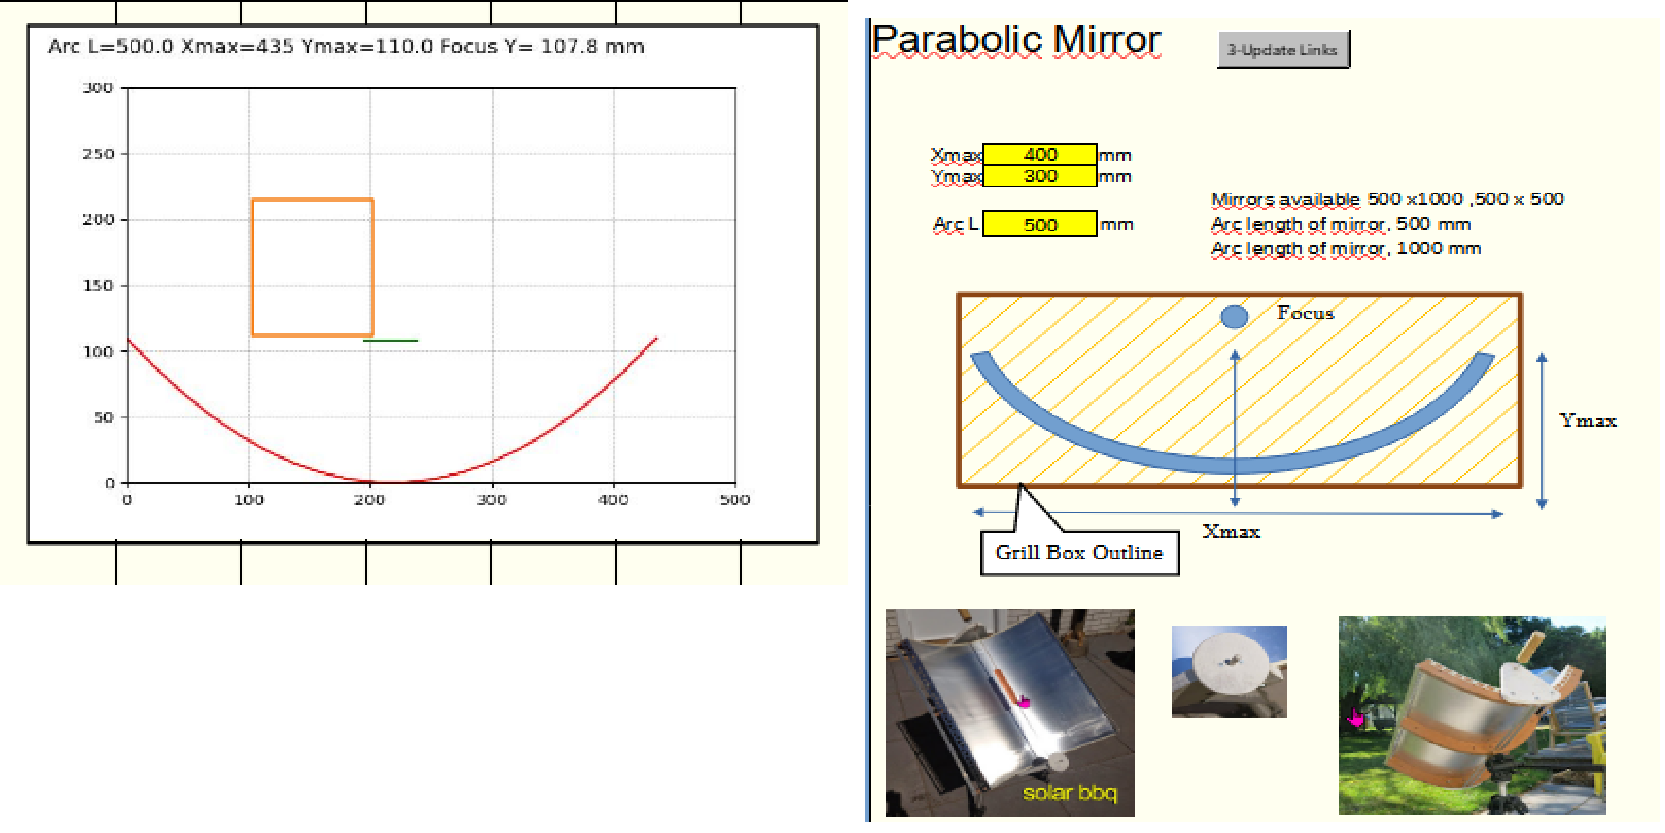 Arc L=500.0 Xmax=435 Ymax=110.0 Focus Y= 107.8 mm
300
250
200
150
100
50
0
0 100 200 300 400 500
Parabolic Mirror
3-Update Links
Xmax 400 mm
Ymax 300 mm
Arc L 500 mm
Mirrors available 500 x1000 ,500 x 500
Arc length of mirror, 500 mm
Arc length of mirror, 1000 mm
Focus
Ymax
Xmax
Grill Box Outline
solar bbq